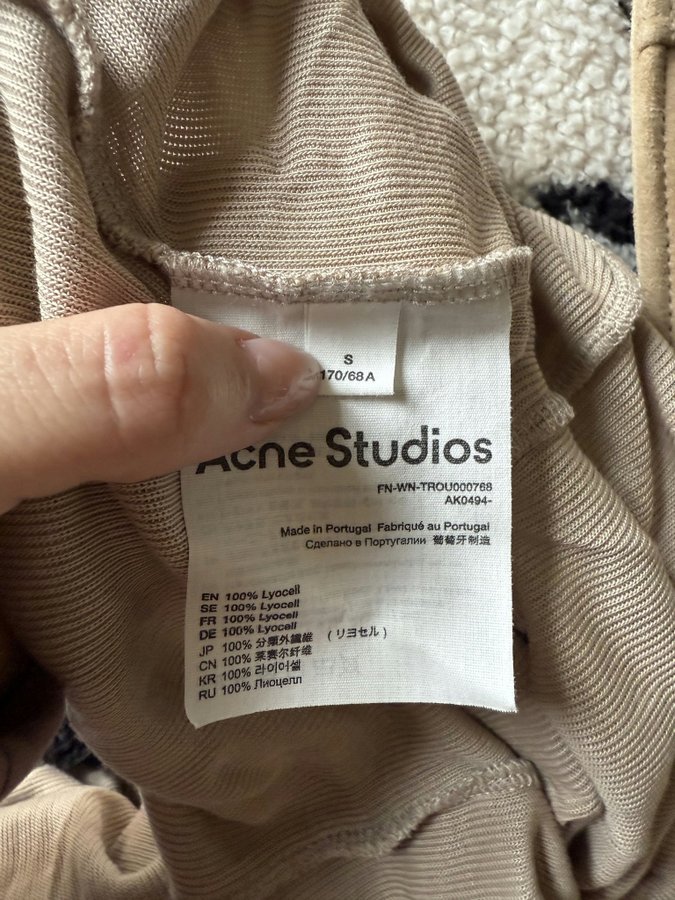 S
170/68A
Acne Studios
FN-WN-TROU000768
AK0494-
Made in Portugal Fabriqué au Portugal
Сделано в Португалии 葡萄牙制造
EN 100% Lyocell
SE 100% Lyocell
FR 100% Lyocell
DE 100% Lyocell
JP 100% 分類外繊維 (リヨセル)
CN 100% 莱赛尔纤维
KR 100% 라이어셀
RU 100% Лиоцелл